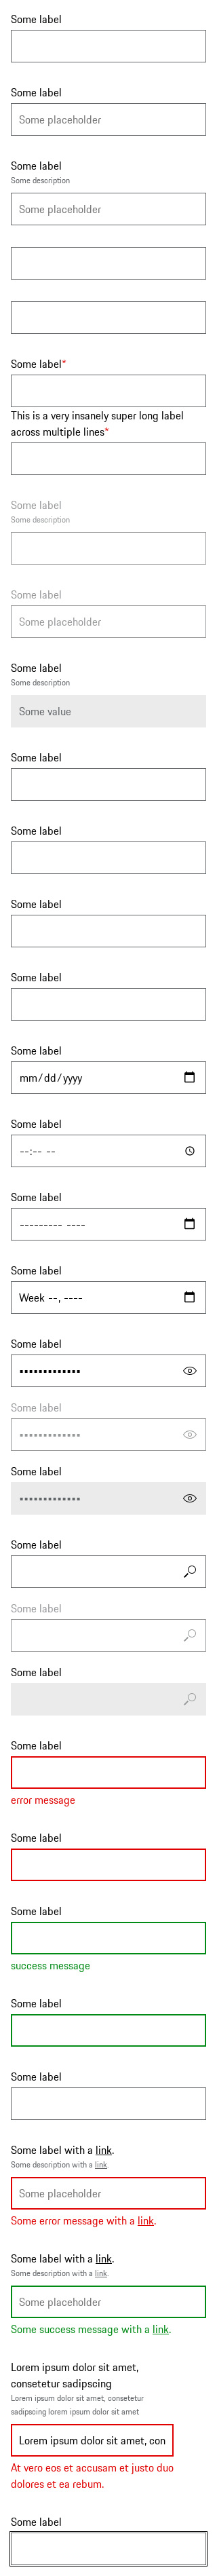 Some label
Some label
Some placeholder
Some label
Some description
Some placeholder
Some label*
This is a very insanely super long label
across multiple lines*
Some label
Some description
Some label
Some placeholder
Some label
Some description
Some value
Some label
Some label
Some label
Some label
Some label
mm/dd/yyyy
Some label
--:-- --
Some label
--------- ----
Some label
Week --, ----
Some label
•••••••••••••
Some label
•••••••••••••
Some label
•••••••••••••
Some label
Some label
Some label
Some label
error message
Some label
Some label
success message
Some label
Some label
Some label with a link.
Some description with a link.
Some placeholder
Some error message with a link.
Some label with a link.
Some description with a link.
Some placeholder
Some success message with a link.
Lorem ipsum dolor sit amet,
consetetur sadipscing
Lorem ipsum dolor sit amet, consetetur
sadipscing lorem ipsum dolor sit amet
Lorem ipsum dolor sit amet, con
At vero eos et accusam et justo duo
dolores et ea rebum.
Some label